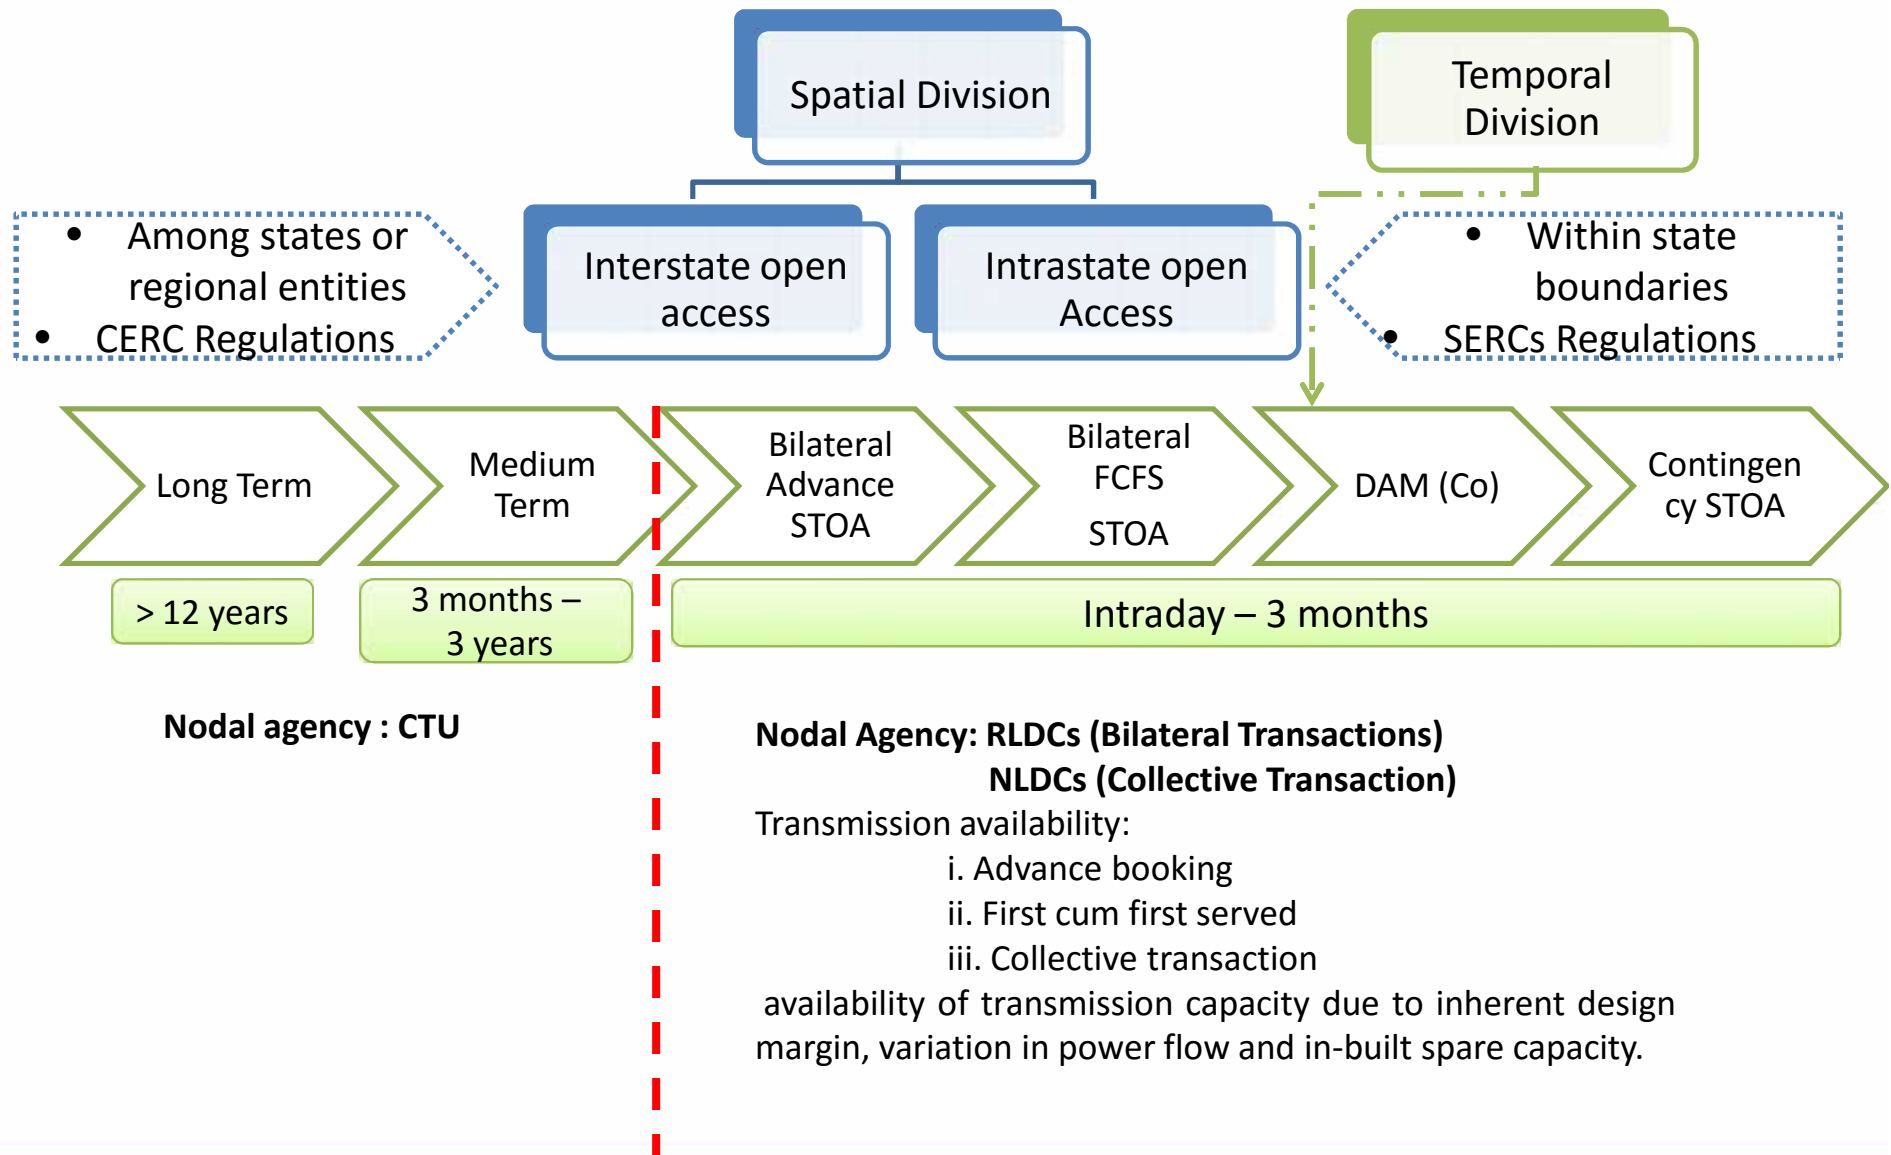 Spatial Division
Temporal
Division
• Among states or
regional entities
• CERC Regulations
Interstate open
access
Intrastate open
Access
• Within state
boundaries
• SERCs Regulations
Long Term
Medium
Term
Bilateral
Advance
STOA
Bilateral
FCFS
STOA
DAM (Co)
Contingen
cy STOA
> 12 years
3 months –
3 years
Intraday – 3 months
Nodal agency : CTU
Nodal Agency: RLDCs (Bilateral Transactions)
NLDCs (Collective Transaction)
Transmission availability:
i. Advance booking
ii. First cum first served
iii. Collective transaction
availability of transmission capacity due to inherent design
margin, variation in power flow and in-built spare capacity.